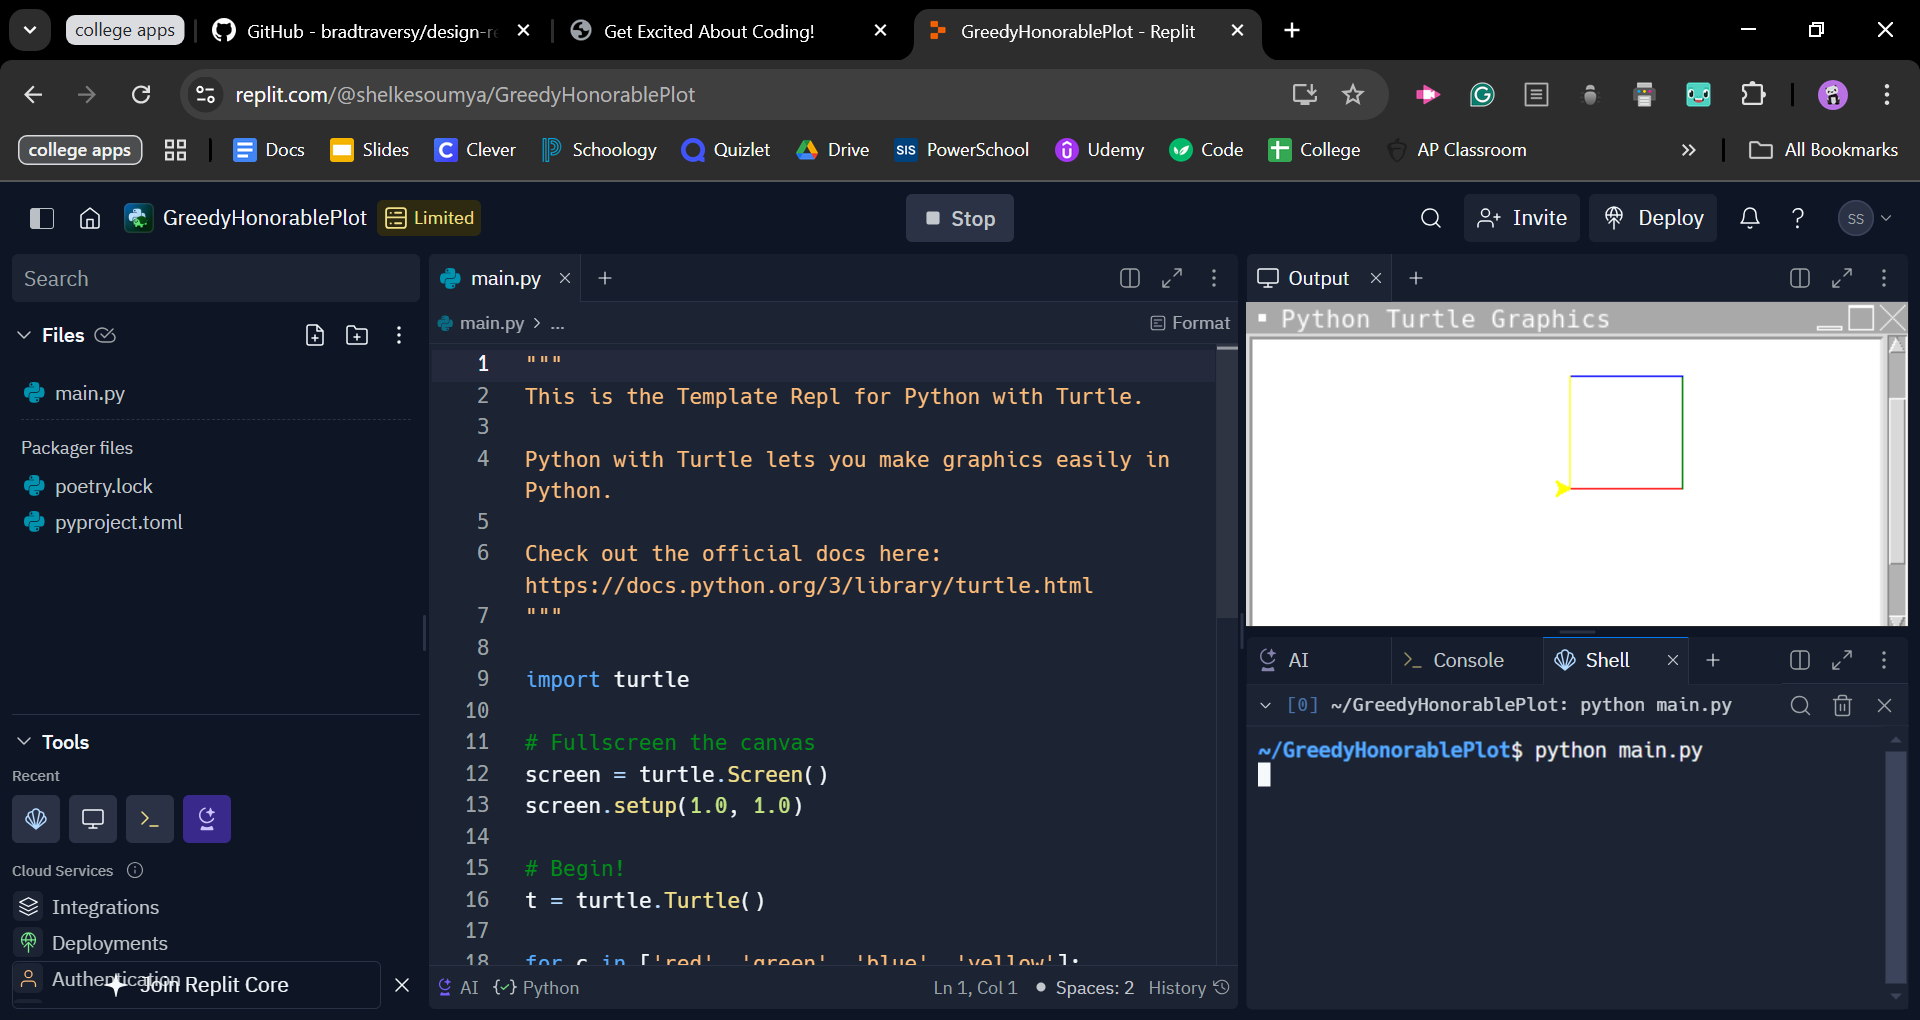 college apps
GitHub - bradtraversy/design-r
Get Excited About Coding!
GreedyHonorablePlot - Replit
replit.com/@shelkesoumya/GreedyHonorablePlot
college apps
Docs
Slides
Clever
Schoology
Quizlet
Drive
SIS PowerSchool
Udemy
Code
College
AP Classroom
All Bookmarks
GreedyHonorablePlot
Limited
Stop
Invite
Deploy
SS
Search
Files
main.py
Packager files
poetry.lock
pyproject.toml
Tools
Recent
Cloud Services
Integrations
Deployments
Authentication
Join Replit Core
main.py
main.py > ...
Format
1 """
2 This is the Template Repl for Python with Turtle.
3
4 Python with Turtle lets you make graphics easily in
Python.
5
6 Check out the official docs here:
https://docs.python.org/3/library/turtle.html
7 """
8
9 import turtle
10
11 # Fullscreen the canvas
12 screen = turtle.Screen()
13 screen.setup(1.0, 1.0)
14
15 # Begin!
16 t = turtle.Turtle()
17
18 for c in ['red', 'green', 'blue', 'yellow']:
AI
Python
Ln 1, Col 1
Spaces: 2
History
Output
Python Turtle Graphics
AI
Console
Shell
[0] ~/GreedyHonorablePlot: python main.py
~/GreedyHonorablePlot$ python main.py